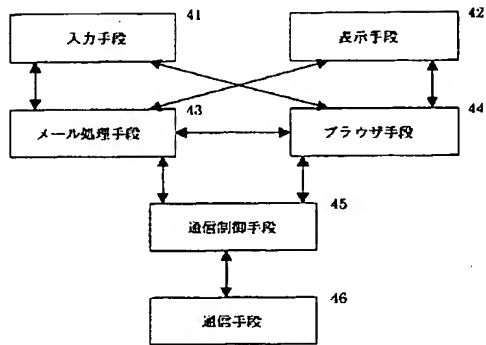 41
入力手段
42
表示手段
43
メール処理手段
44
ブラウザ手段
45
通信制御手段
46
通信手段